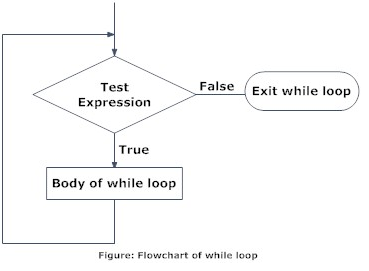 Test
Expression
False
Exit while loop
True
Body of while loop
Figure: Flowchart of while loop